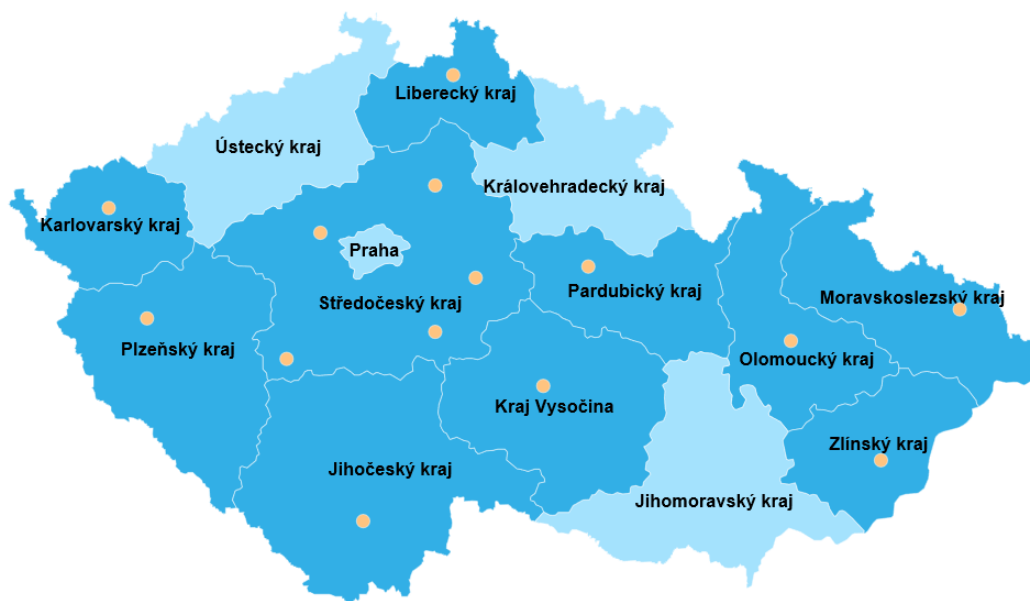 Liberecký kraj
Ústecký kraj
Královehradecký kraj
Karlovarský kraj
Praha
Pardubický kraj
Středočeský kraj
Moravskoslezský kraj
Plzeňský kraj
Olomoucký kraj
Kraj Vysočina
Zlínský kraj
Jihočeský kraj
Jihomoravský kraj